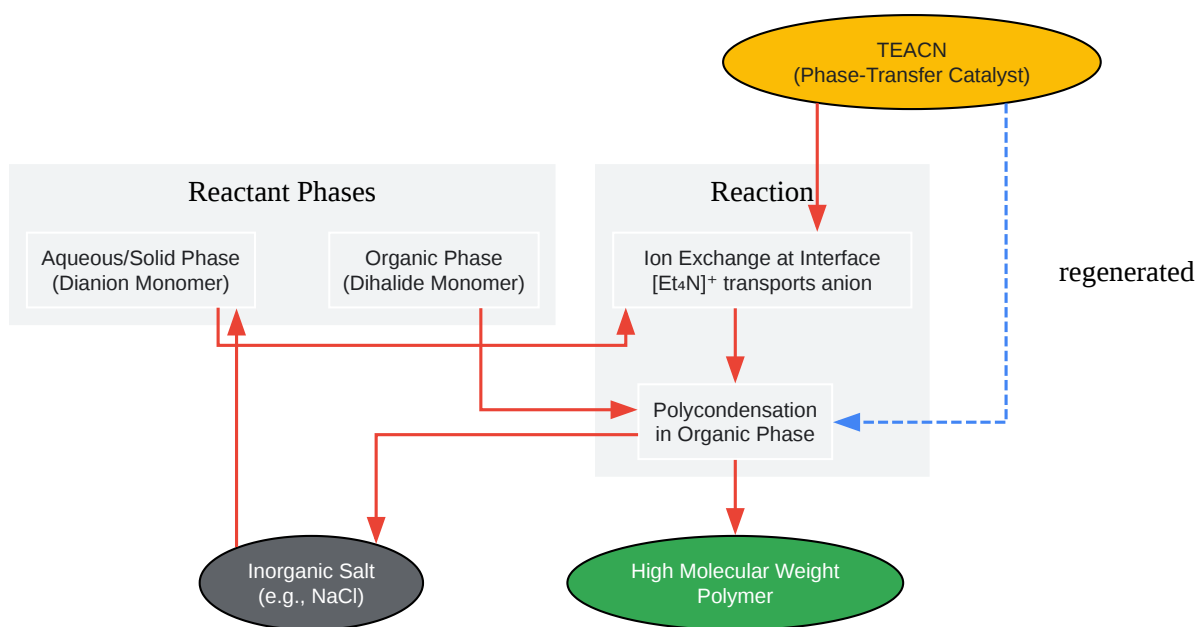 TEACN
(Phase-Transfer Catalyst)
Reactant Phases
Reaction
Aqueous/Solid Phase
(Dianion Monomer)
Organic Phase
(Dihalide Monomer)
Ion Exchange at Interface
[Et₄N]⁺ transports anion
regenerated
Polycondensation
in Organic Phase
Inorganic Salt
(e.g., NaCl)
High Molecular Weight
Polymer